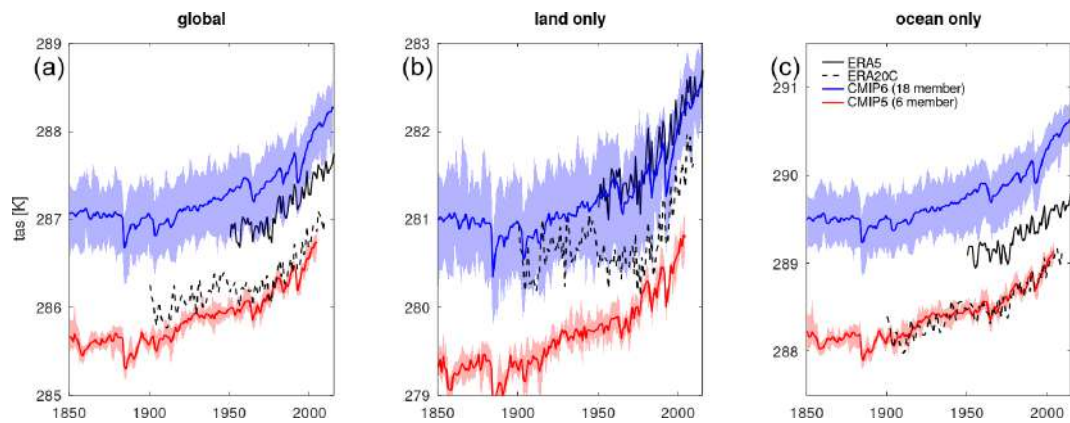 global
land only
ocean only
289
288
287
286
285
tas [K]
(a)
1850
1900
1950
2000
283
282
281
280
279
(b)
1850
1900
1950
2000
291
290
289
288
(c)
ERA5
ERA20C
CMIP6 (18 member)
CMIP5 (6 member)
1850
1900
1950
2000